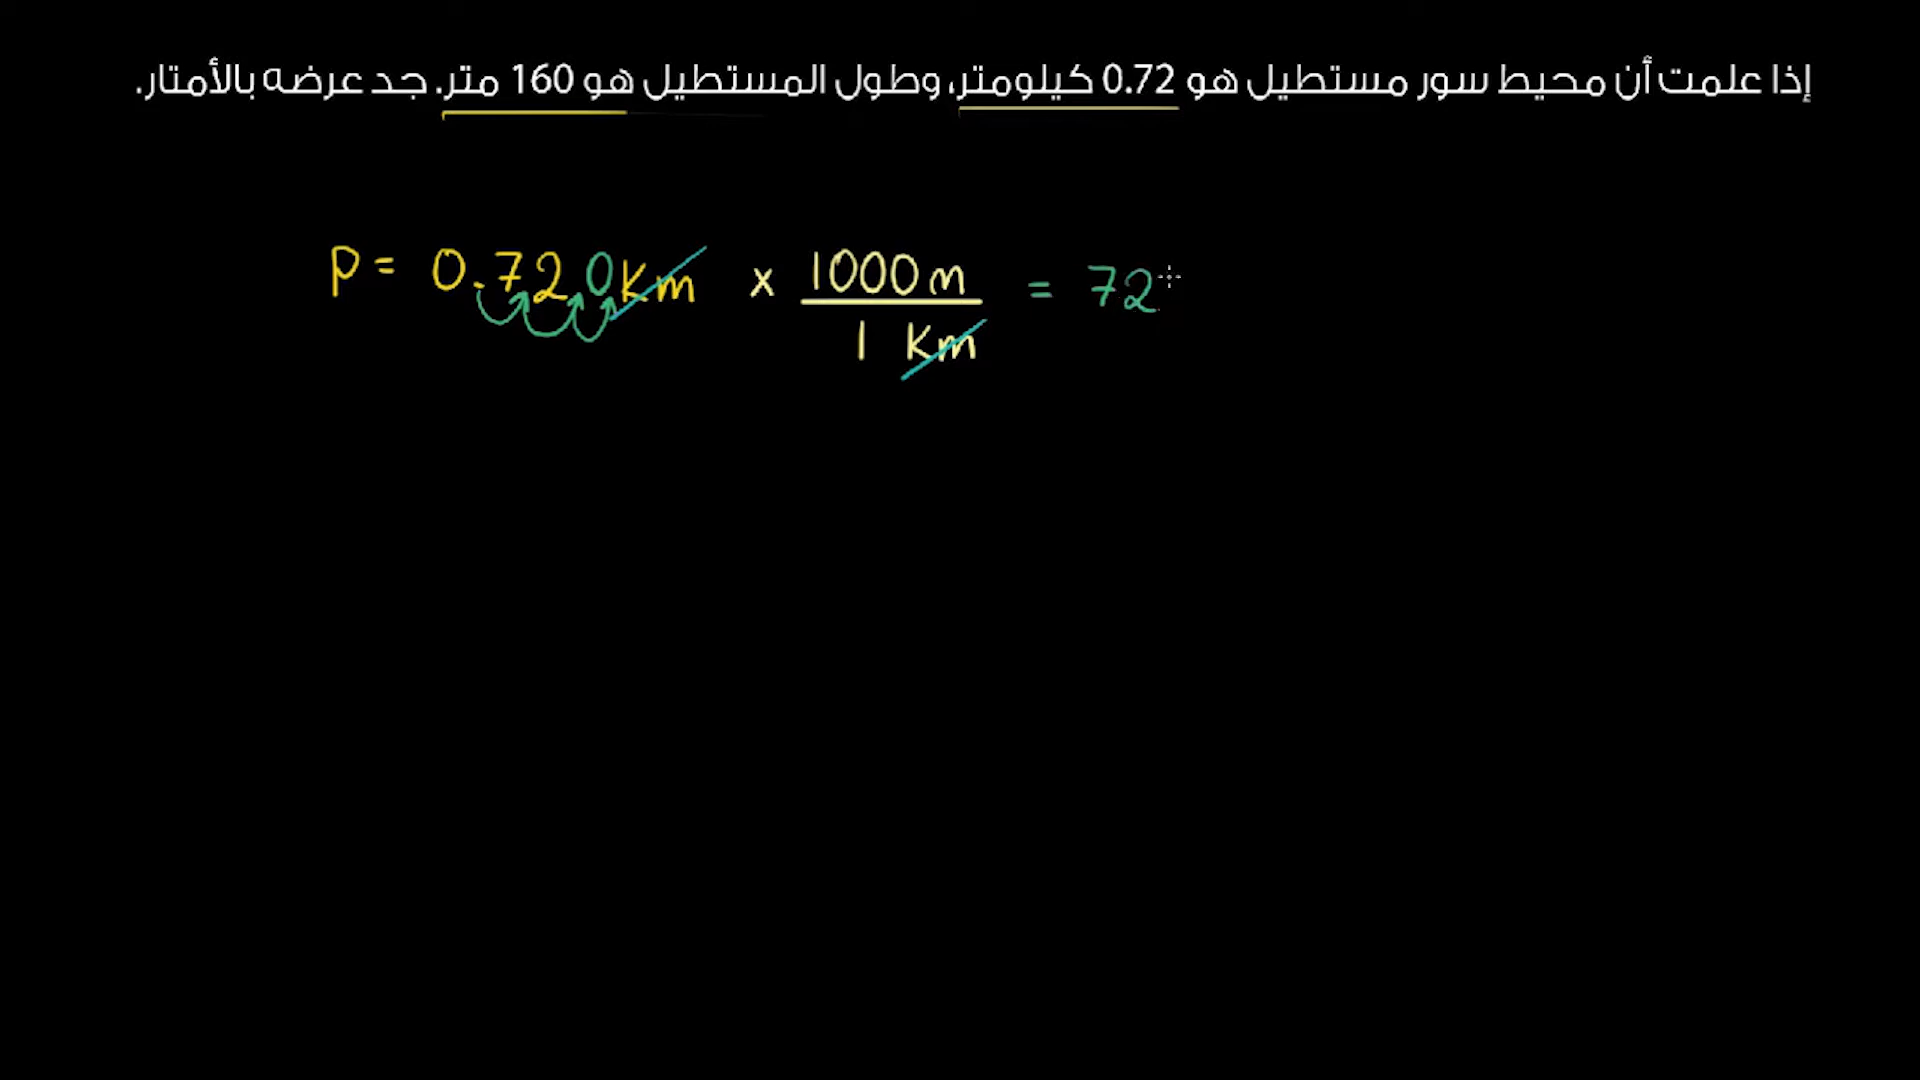 إذا علمت أن محيط سور مستطيل هو 0.72 كيلومتر، وطول المستطيل هو 160 متر. جد عرضه بالأمتار.
P = 0.720 Km x 1000 m = 72
1 Km